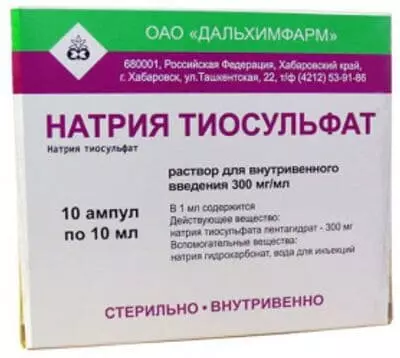 ОАО «ДАЛЬХИМФАРМ»
680001, Российская Федерация, Хабаровский край,
г. Хабаровск, ул.Ташкентская, 22, т/ф (4212) 53-91-86
НАТРИЯ ТИОСУЛЬФАТ
Натрия тиосульфат
раствор для внутривенного
введения 300 мг/мл
10 ампул
по 10 мл
В 1 мл содержится
Действующее вещество:
натрия тиосульфата пентагидрат - 300 мг
Вспомогательные вещества:
натрия гидрокарбонат, вода для инъекций
СТЕРИЛЬНО • ВНУТРИВЕННО